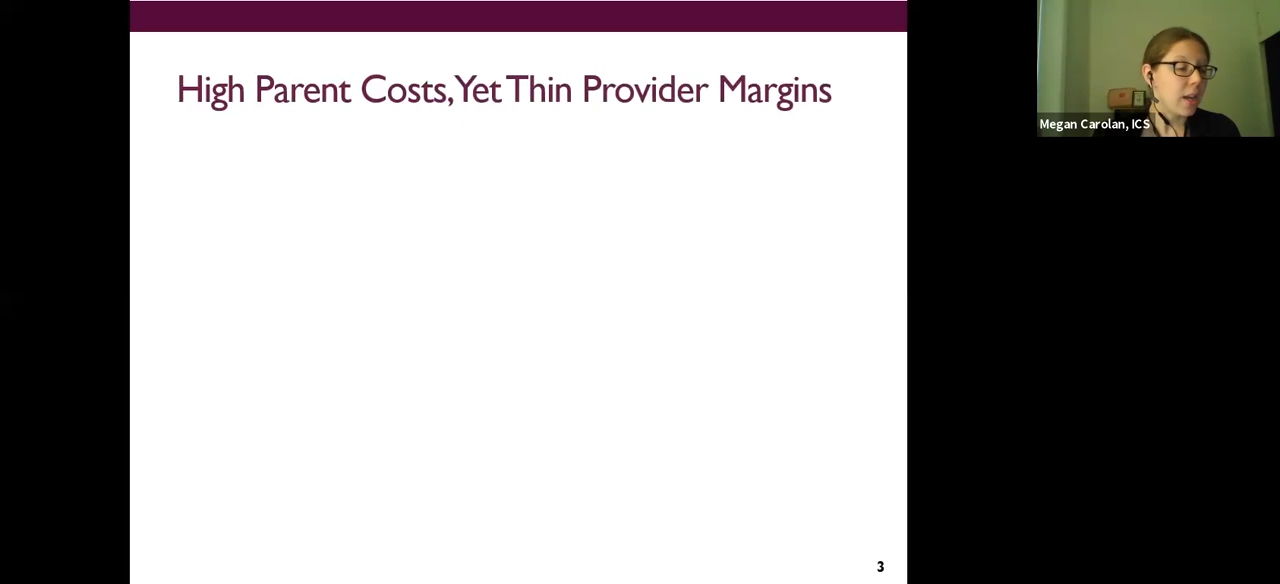 High Parent Costs, Yet Thin Provider Margins
Megan Carolan, ICS
3